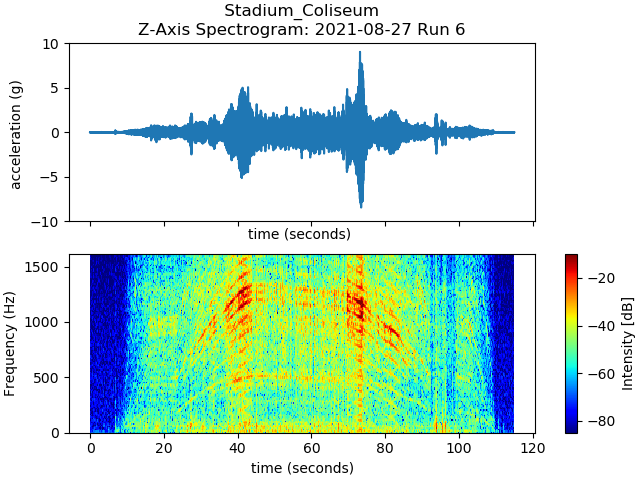 Stadium_Coliseum
Z-Axis Spectrogram: 2021-08-27 Run 6
10
5
0
−5
−10
acceleration (g)
time (seconds)
1500
1000
500
0
Frequency (Hz)
0 20 40 60 80 100 120
time (seconds)
−20
−40
−60
−80
Intensity [dB]